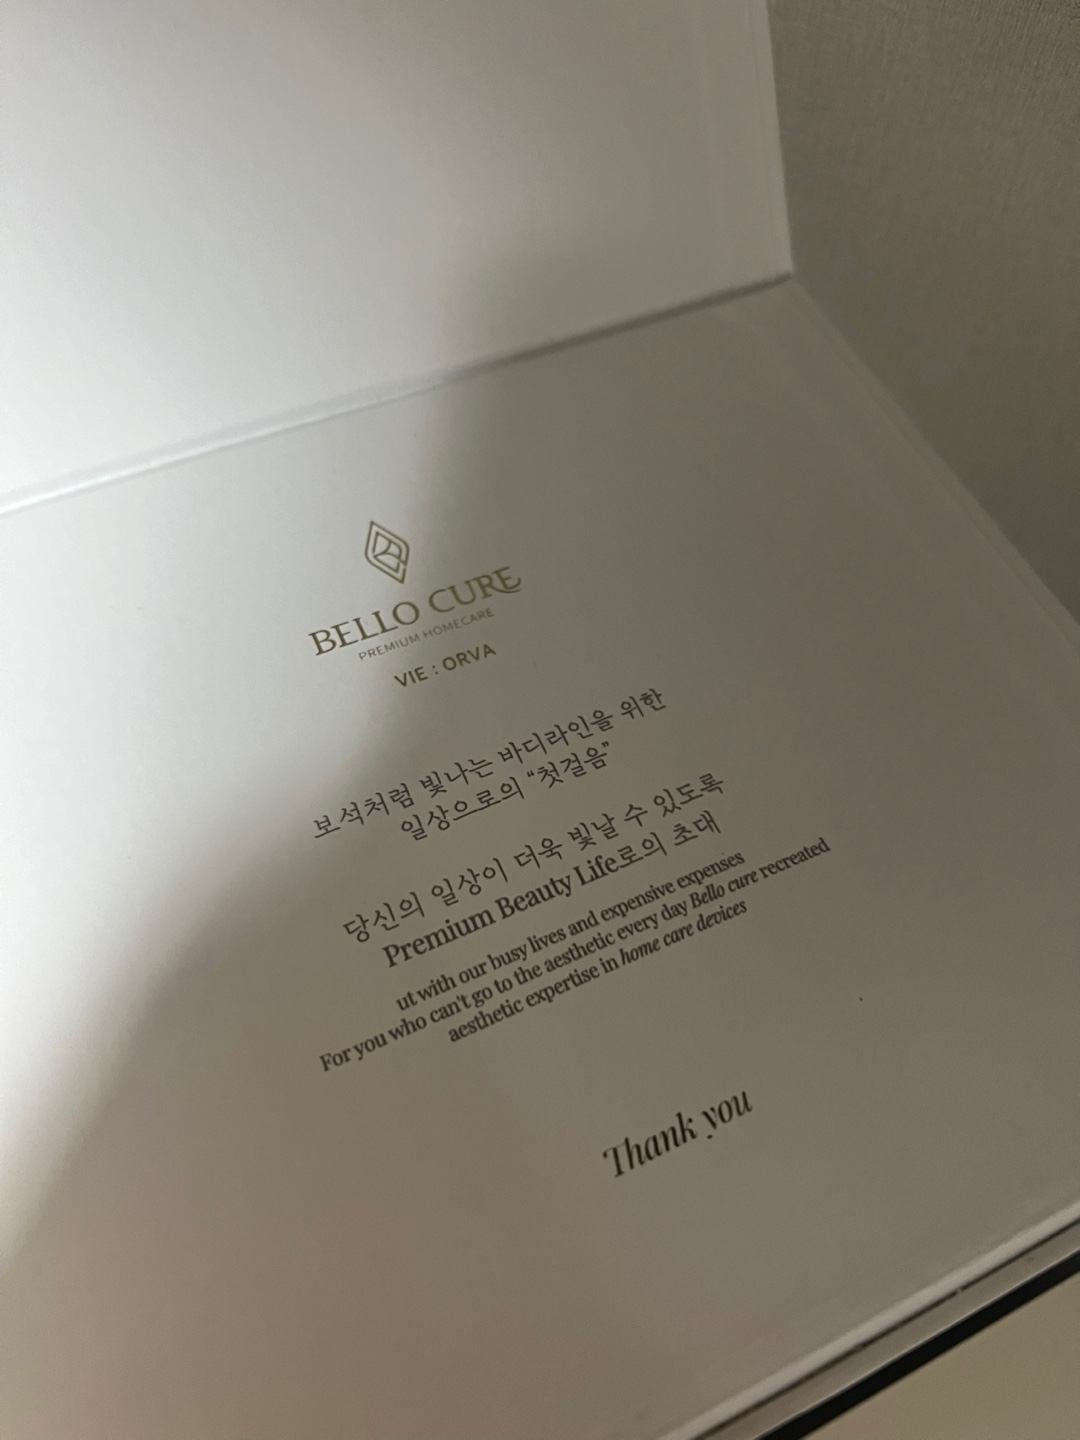 BELLO CURE
PREMIUM HOMECARE
VIE : ORVA
보석처럼 빛나는 바디라인을 위한
일상으로의 “첫걸음”
당신의 일상이 더욱 빛날 수 있도록
Premium Beauty Life로의 초대
ut with our busy lives and expensive expenses
For you who can't go to the aesthetic every day Bello cure recreated
aesthetic expertise in home care devices
Thank you